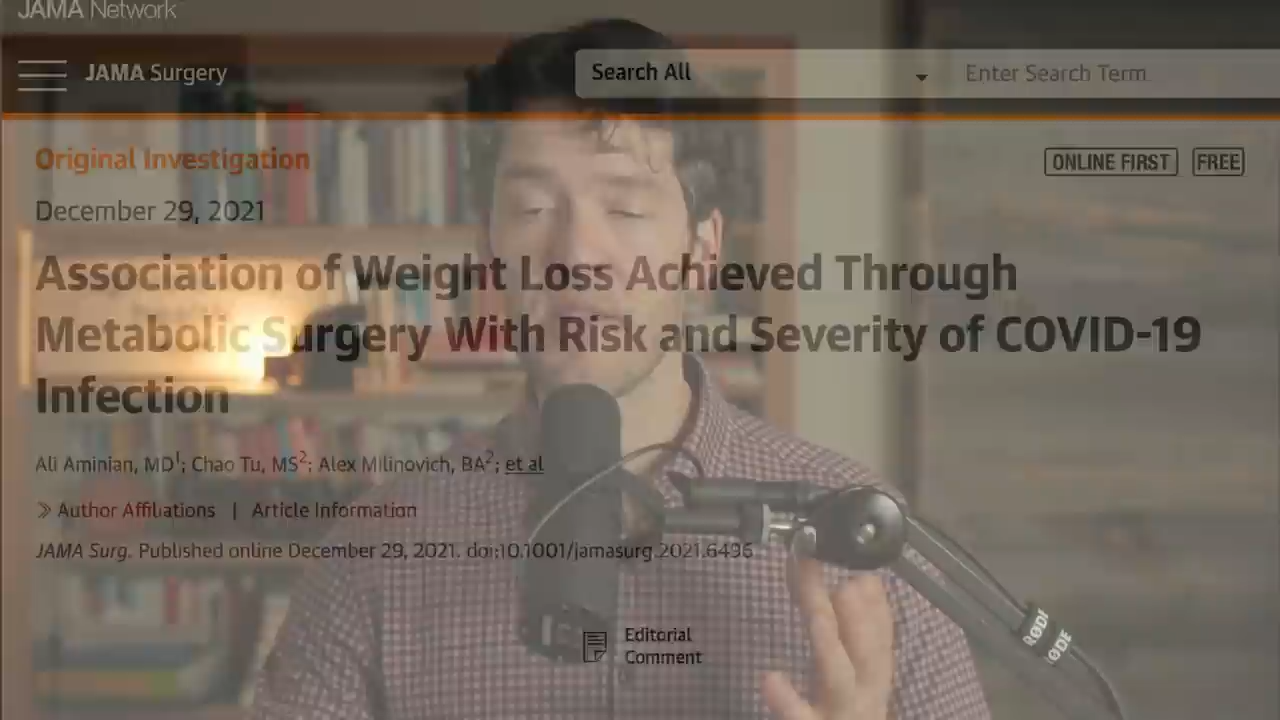 JAMA Network
JAMA Surgery
Search All
Enter Search Term
Original Investigation
ONLINE FIRST
FREE
December 29, 2021
Association of Weight Loss Achieved Through
Metabolic Surgery With Risk and Severity of COVID-19
Infection
Ali Aminian, MD1; Chao Tu, MS2; Alex Milinovich, BA2; et al
» Author Affiliations | Article Information
JAMA Surg. Published online December 29, 2021. doi:10.1001/jamasurg.2021.6496
Editorial
Comment
RØDE
RØDE